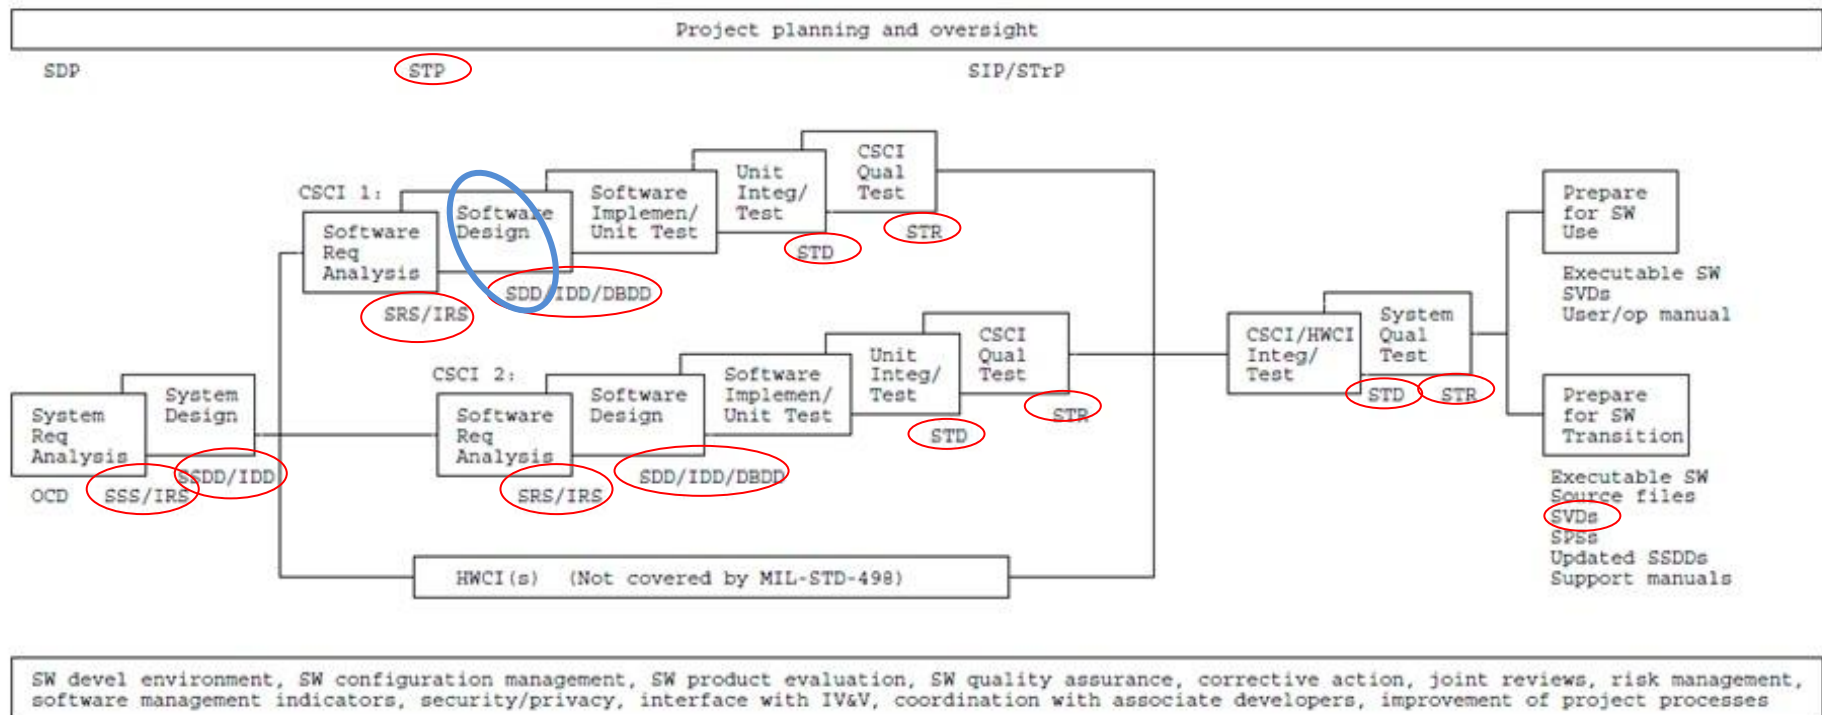 Project planning and oversight
SDP
STP
SIP/STrP
CSCI 1:
Software
Req
Analysis
SRS/IRS
Software
Design
SDD/IDD/DBDD
Software
Implemen/
Unit Test
Unit
Integ/
Test
STD
CSCI
Qual
Test
STR
CSCI 2:
Software
Req
Analysis
SRS/IRS
Software
Design
SDD/IDD/DBDD
Software
Implemen/
Unit Test
Unit
Integ/
Test
STD
CSCI
Qual
Test
STR
System
Req
Analysis
OCD
SSS/IRS
System
Design
SSDD/IDD
HWCI(s) (Not covered by MIL-STD-498)
CSCI/HWCI
Integ/
Test
STD
System
Qual
Test
STR
Prepare
for SW
Use
Executable SW
SVDs
User/op manual
Prepare
for SW
Transition
Executable SW
Source files
SVDs
SPSs
Updated SSDDs
Support manuals
SW devel environment, SW configuration management, SW product evaluation, SW quality assurance, corrective action, joint reviews, risk management,
software management indicators, security/privacy, interface with IV&V, coordination with associate developers, improvement of project processes